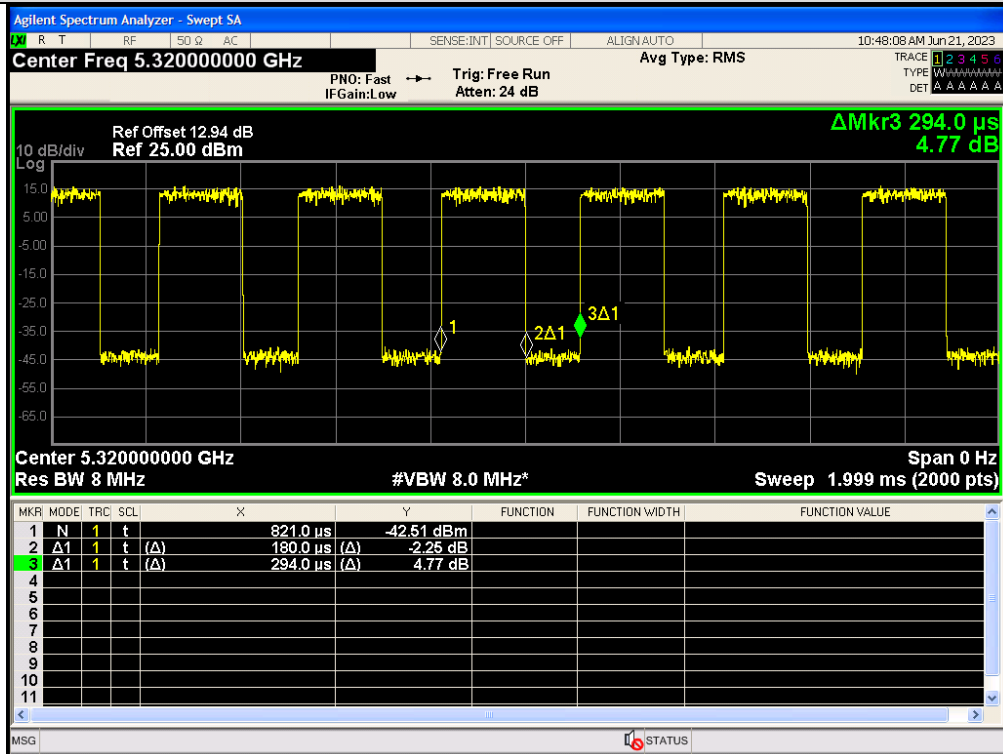 Agilent Spectrum Analyzer - Swept SA
LXI R T RF 50 Ω AC SENSE:INT SOURCE OFF ALIGN AUTO 10:48:08 AM Jun 21, 2023
Center Freq 5.320000000 GHz
Avg Type: RMS
TRACE 1 2 3 4 5 6
PNO: Fast Trig: Free Run
TYPE W
IFGain:Low Atten: 24 dB
DET A A A A A A
ΔMkr3 294.0 µs
4.77 dB
Ref Offset 12.94 dB
10 dB/div Ref 25.00 dBm
Log
15.0
5.00
-5.00
-15.0
-25.0
-35.0
-45.0
-55.0
-65.0
1
2Δ1
3Δ1
Center 5.320000000 GHz Span 0 Hz
Res BW 8 MHz #VBW 8.0 MHz* Sweep 1.999 ms (2000 pts)
MKR MODE TRC SCL X Y FUNCTION FUNCTION WIDTH FUNCTION VALUE
1 N 1 t 821.0 µs -42.51 dBm
2 Δ1 1 t (Δ) 180.0 µs (Δ) -2.25 dB
3 Δ1 1 t (Δ) 294.0 µs (Δ) 4.77 dB
4
5
6
7
8
9
10
11
MSG STATUS